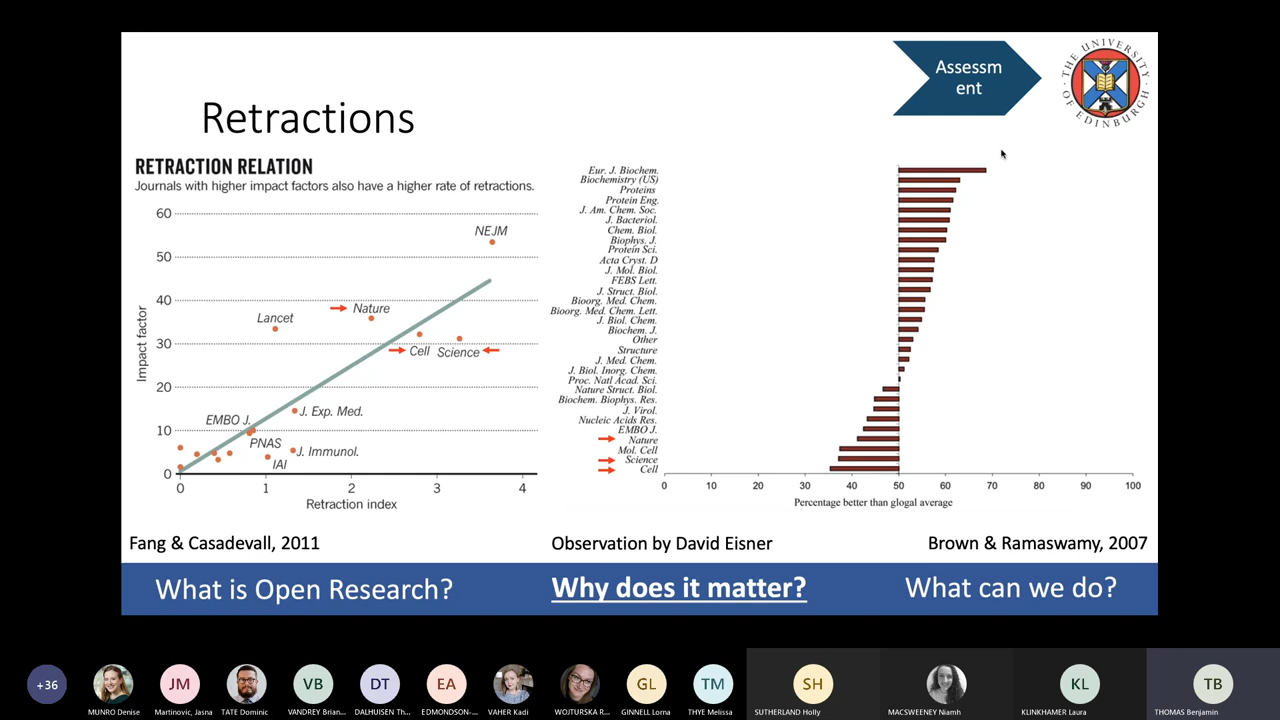 Assessm
ent
THE UNIVERSITY OF EDINBURGH
Retractions
RETRACTION RELATION
Journals with higher impact factors also have a higher rate of retractions.
60
50
40
30
20
10
0
Impact factor
NEJM
Nature
Lancet
Cell
Science
J. Exp. Med.
EMBO J.
PNAS
J. Immunol.
IAI
0
1
2
3
4
Retraction index
Eur. J. Biochem.
Biochemistry (US)
Proteins
Protein Eng.
J. Am. Chem. Soc.
J. Bacteriol.
Chem. Biol.
Biophys. J.
Protein Sci.
Acta Cryst. D
J. Mol. Biol.
FEBS Lett.
J. Struct. Biol.
Bioorg. Med. Chem.
Bioorg. Med. Chem. Lett.
J. Biol. Chem.
Biochem. J.
Other
Structure
J. Med. Chem.
J. Biol. Inorg. Chem.
Proc. Natl Acad. Sci.
Nature Struct. Biol.
Biochem. Biophys. Res.
J. Virol.
Nucleic Acids Res.
EMBO J.
Nature
Mol. Cell
Science
Cell
0
10
20
30
40
50
60
70
80
90
100
Percentage better than glogal average
Fang & Casadevall, 2011
Observation by David Eisner
Brown & Ramaswamy, 2007
What is Open Research?
Why does it matter?
What can we do?
+36
JM
VB
DT
EA
GL
TM
SH
KL
TB
MUNRO Denise
Martinovic, Jasna
TATE Dominic
VANDREY Brian...
DALHUISEN Th...
EDMONDSON-...
VAHER Kadi
WOJTURSKA R...
GINNELL Lorna
THYE Melissa
SUTHERLAND Holly
MACSWEENEY Niamh
KLINKHAMER Laura
THOMAS Benjamin